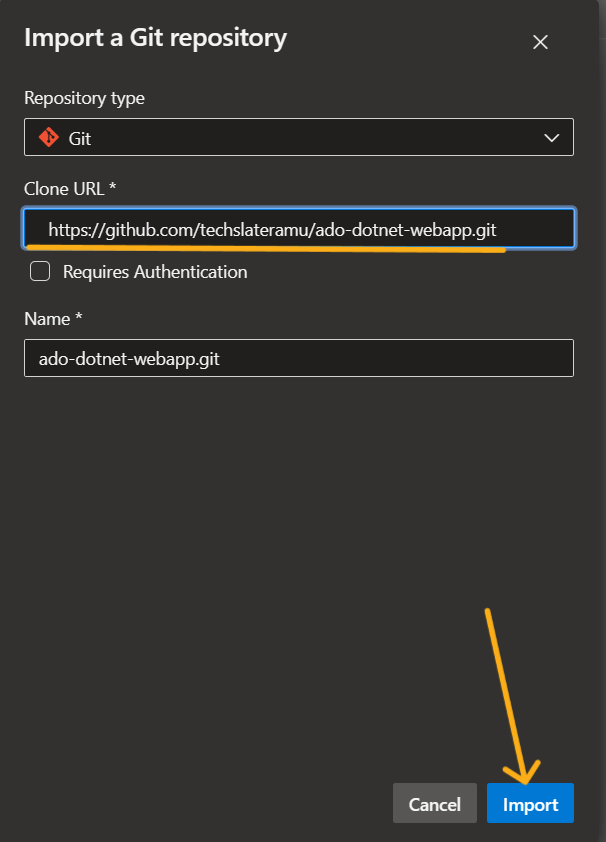 Import a Git repository
Repository type
Git
Clone URL *
https://github.com/techslateramu/ado-dotnet-webapp.git
Requires Authentication
Name *
ado-dotnet-webapp.git
Cancel
Import